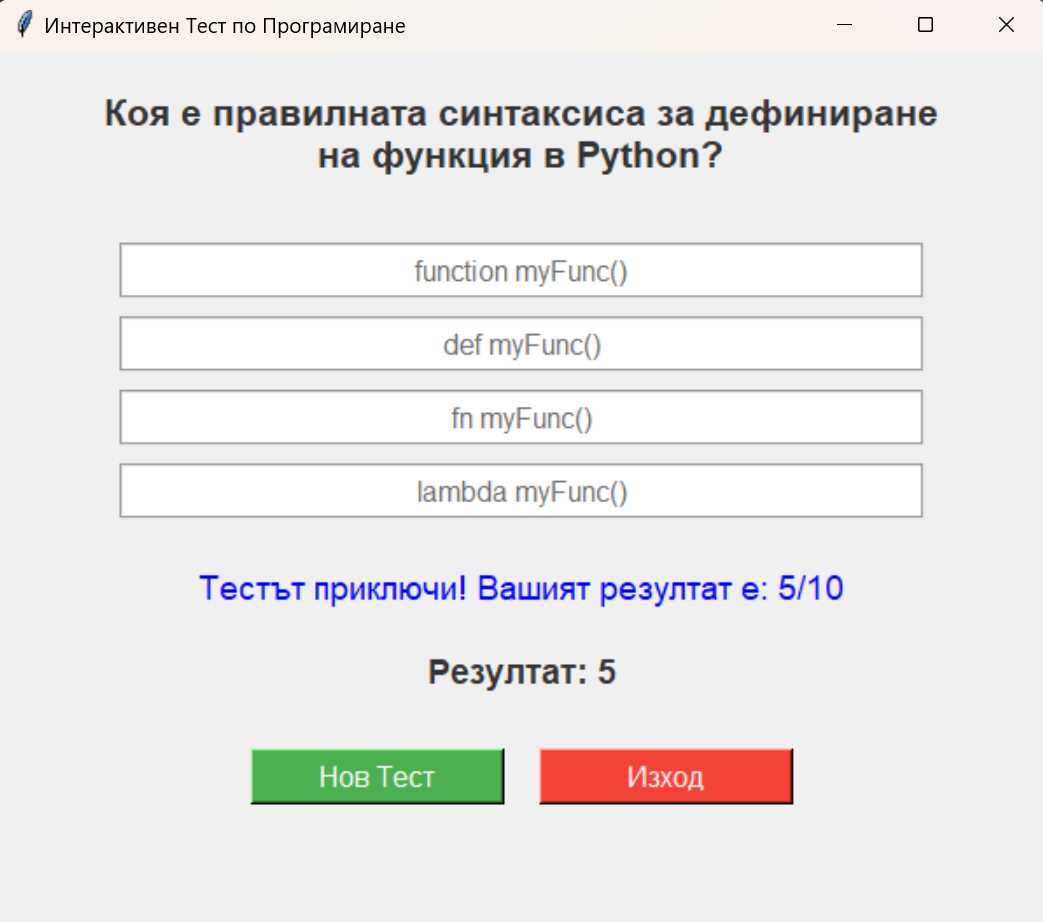 Интерактивен Тест по Програмиране
Коя е правилната синтаксиса за дефиниране
на функция в Python?
function myFunc()
def myFunc()
fn myFunc()
lambda myFunc()
Тестът приключи! Вашият резултат е: 5/10
Резултат: 5
Нов Тест
Изход